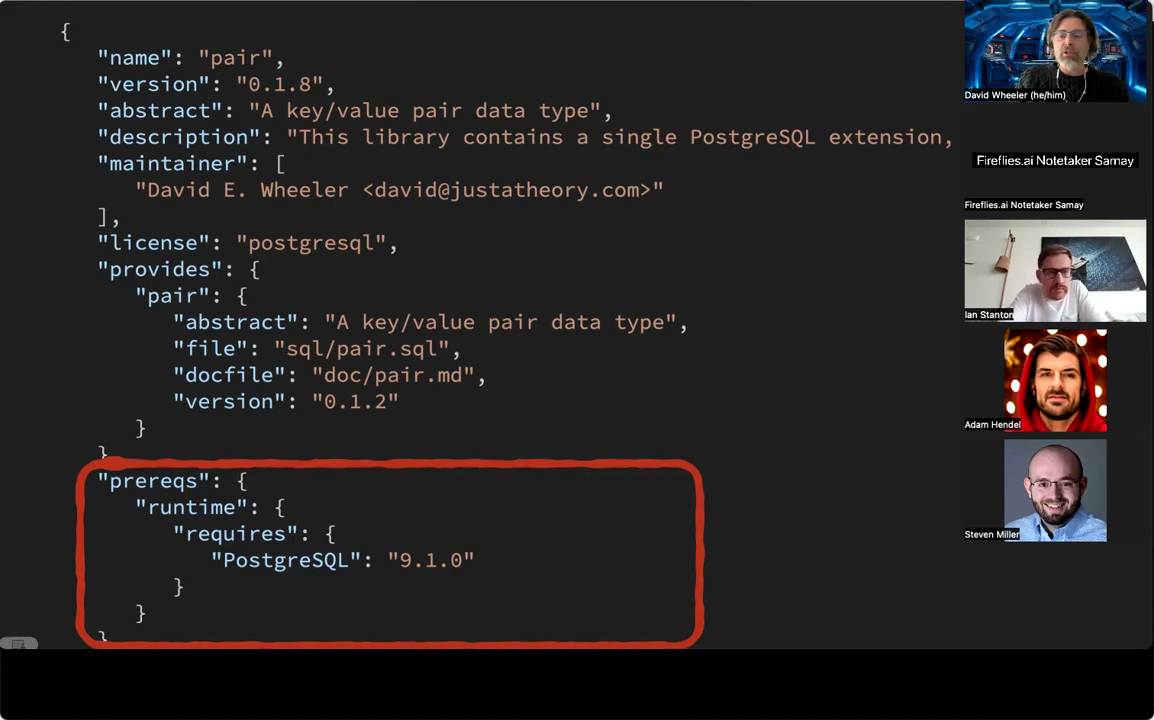 {
"name": "pair",
"version": "0.1.8",
"abstract": "A key/value pair data type",
"description": "This library contains a single PostgreSQL extension,
"maintainer": [
"David E. Wheeler <david@justatheory.com>"
],
"license": "postgresql",
"provides": {
"pair": {
"abstract": "A key/value pair data type",
"file": "sql/pair.sql",
"docfile": "doc/pair.md",
"version": "0.1.2"
}
}
"prereqs": {
"runtime": {
"requires": {
"PostgreSQL": "9.1.0"
}
}
}
David Wheeler (he/him)
Fireflies.ai Notetaker Samay
Fireflies.ai Notetaker Samay
Ian Stanton
Adam Hendel
Steven Miller